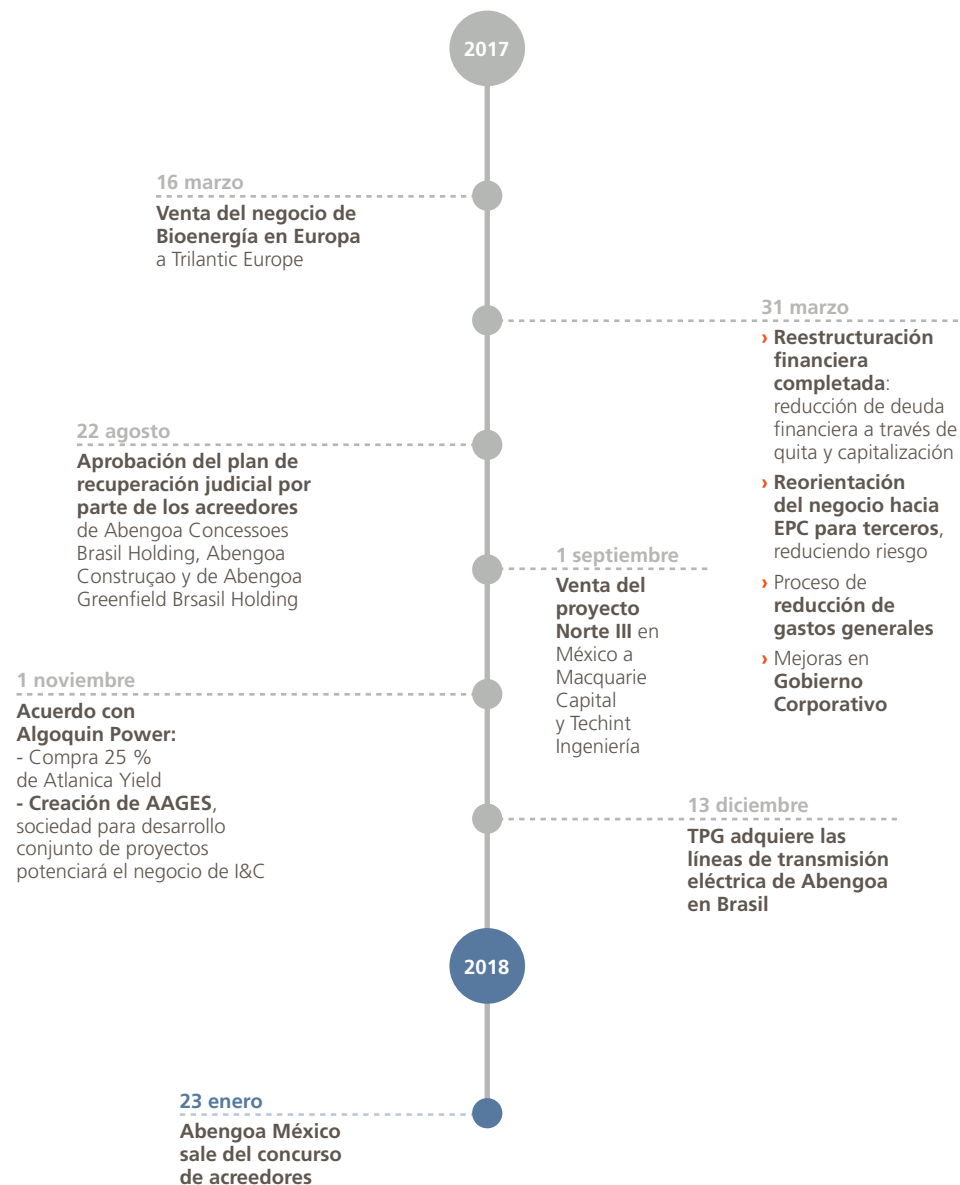 2017
16 marzo
Venta del negocio de
Bioenergía en Europa
a Trilantic Europe
31 marzo
› Reestructuración
financiera
completada:
reducción de deuda
financiera a través de
quita y capitalización
› Reorientación
del negocio hacia
EPC para terceros,
reduciendo riesgo
› Proceso de
reducción de
gastos generales
› Mejoras en
Gobierno
Corporativo
22 agosto
Aprobación del plan de
recuperación judicial por
parte de los acreedores
de Abengoa Concessoes
Brasil Holding, Abengoa
Construçao y de Abengoa
Greenfield Brsasil Holding
1 septiembre
Venta del
proyecto
Norte III en
México a
Macquarie
Capital
y Techint
Ingeniería
1 noviembre
Acuerdo con
Algoquin Power:
- Compra 25 %
de Atlanica Yield
- Creación de AAGES,
sociedad para desarrollo
conjunto de proyectos
potenciará el negocio de I&C
13 diciembre
TPG adquiere las
líneas de transmisión
eléctrica de Abengoa
en Brasil
2018
23 enero
Abengoa México
sale del concurso
de acreedores